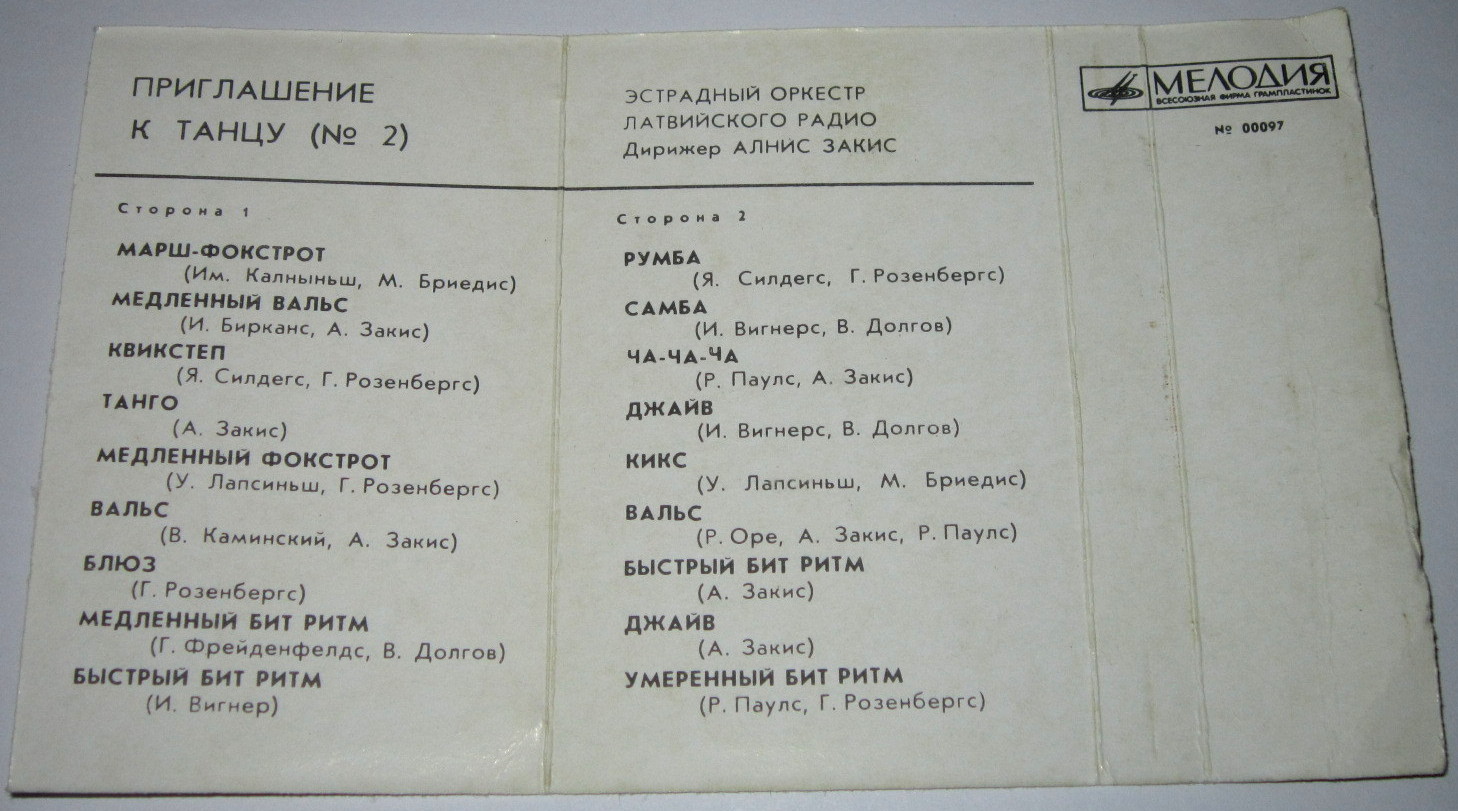 ПРИГЛАШЕНИЕ
К ТАНЦУ (№ 2)
ЭСТРАДНЫЙ ОРКЕСТР
ЛАТВИЙСКОГО РАДИО
Дирижер АЛНИС ЗАКИС
МЕЛОДИЯ
ВСЕСОЮЗНАЯ ФИРМА ГРАМПЛАСТИНОК
№ 00097
Сторона 1
МАРШ-ФОКСТРОТ
(Им. Калныньш, М. Бриедис)
МЕДЛЕННЫЙ ВАЛЬС
(И. Бирканс, А. Закис)
КВИКСТЕП
(Я. Силдегс, Г. Розенбергс)
ТАНГО
(А. Закис)
МЕДЛЕННЫЙ ФОКСТРОТ
(У. Лапсиньш, Г. Розенбергс)
ВАЛЬС
(В. Каминский, А. Закис)
БЛЮЗ
(Г. Розенбергс)
МЕДЛЕННЫЙ БИТ РИТМ
(Г. Фрейденфелдс, В. Долгов)
БЫСТРЫЙ БИТ РИТМ
(И. Вигнер)
Сторона 2
РУМБА
(Я. Силдегс, Г. Розенбергс)
САМБА
(И. Вигнерс, В. Долгов)
ЧА-ЧА-ЧА
(Р. Паулс, А. Закис)
ДЖАЙВ
(И. Вигнерс, В. Долгов)
КИКС
(У. Лапсиньш, М. Бриедис)
ВАЛЬС
(Р. Оре, А. Закис, Р. Паулс)
БЫСТРЫЙ БИТ РИТМ
(А. Закис)
ДЖАЙВ
(А. Закис)
УМЕРЕННЫЙ БИТ РИТМ
(Р. Паулс, Г. Розенбергс)